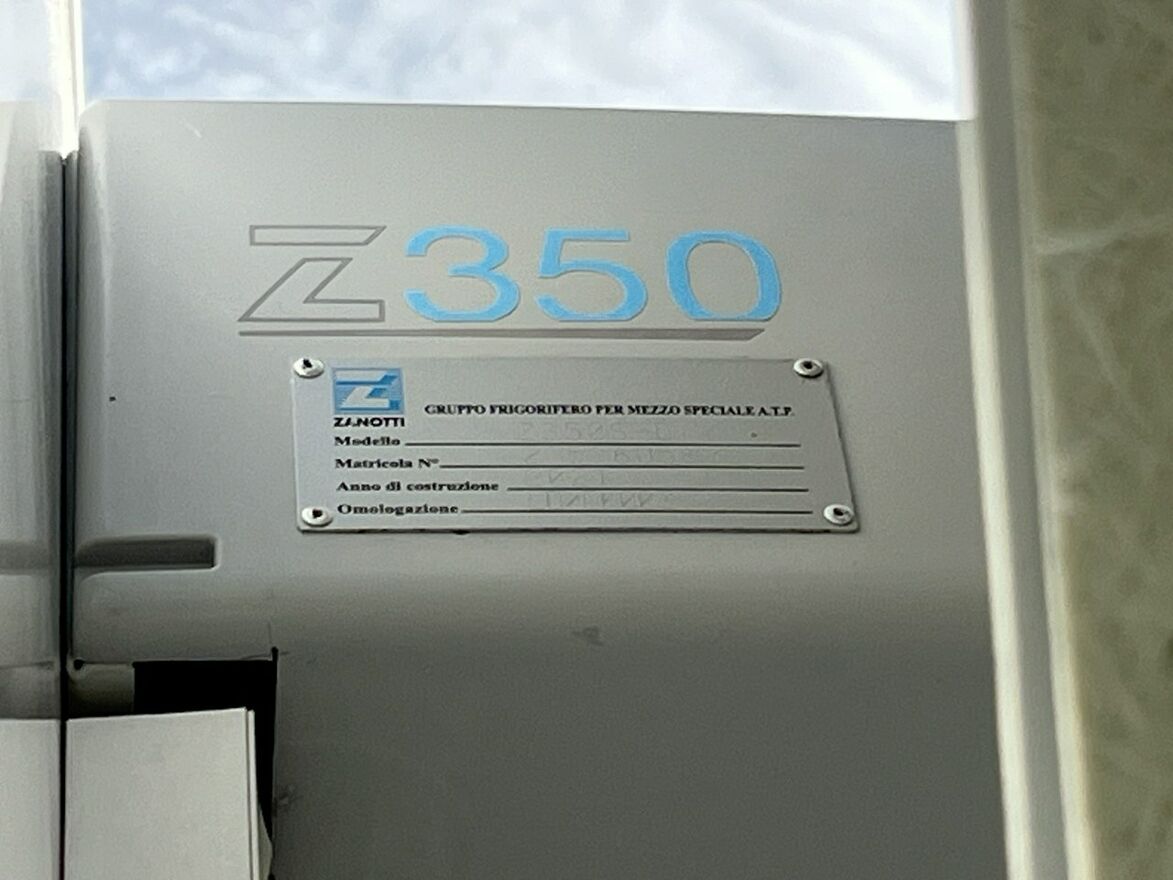 Z350
ZANOTTI
GRUPPO FRIGORIFERO PER MEZZO SPECIALE A.T.P.
Modello
Matricola N°
Anno di costruzione
Omologazione